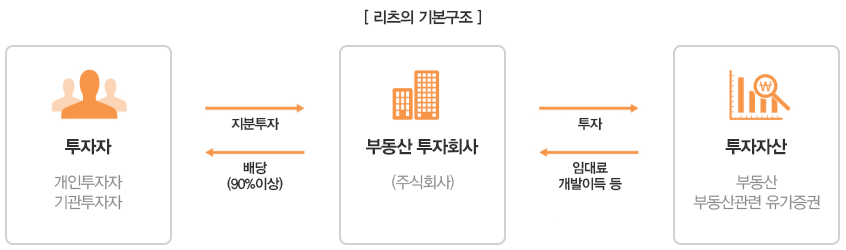 [ 리츠의 기본구조 ]
투자자
개인투자자
기관투자자
지분투자
배당
(90%이상)
부동산 투자회사
(주식회사)
투자
임대료
개발이득 등
₩
투자자산
부동산
부동산관련 유가증권